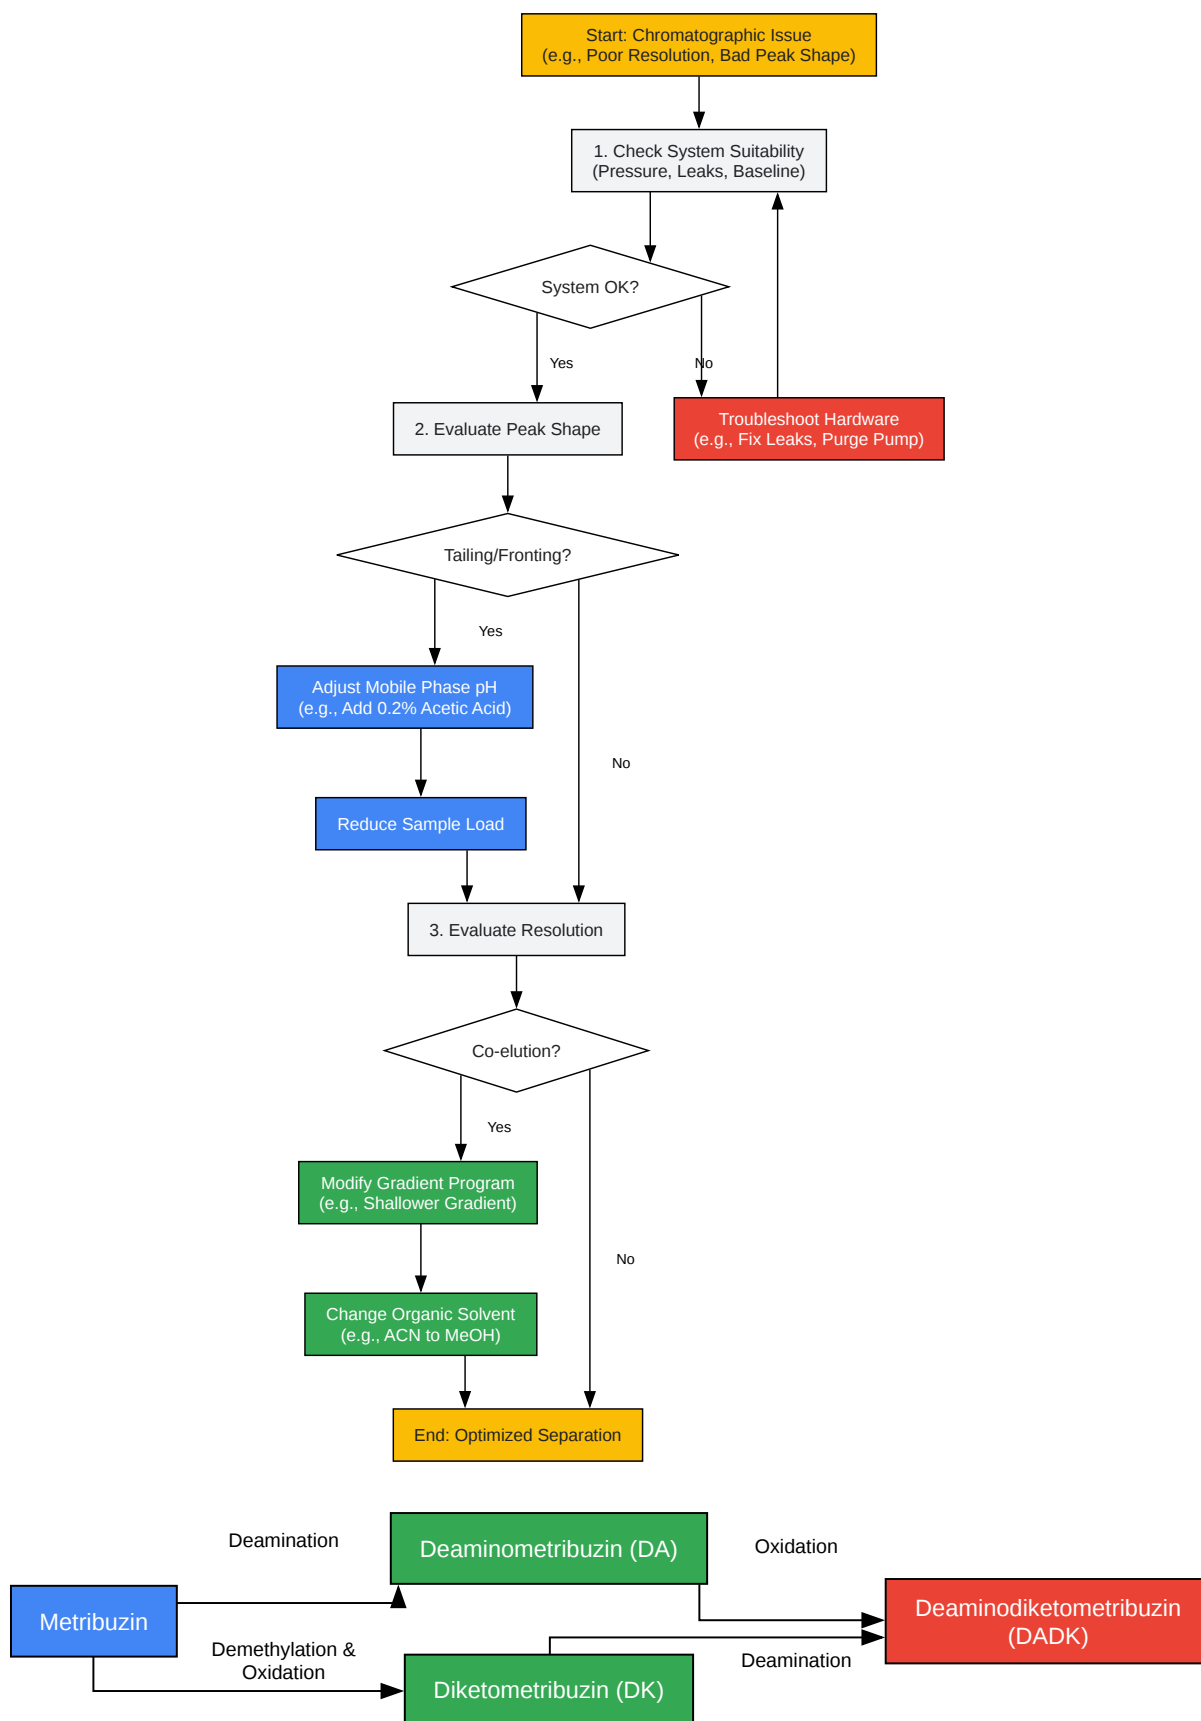 Start: Chromatographic Issue
(e.g., Poor Resolution, Bad Peak Shape)
1. Check System Suitability
(Pressure, Leaks, Baseline)
System OK?
Yes
No
2. Evaluate Peak Shape
Troubleshoot Hardware
(e.g., Fix Leaks, Purge Pump)
Tailing/Fronting?
Yes
Adjust Mobile Phase pH
(e.g., Add 0.2% Acetic Acid)
No
Reduce Sample Load
3. Evaluate Resolution
Co-elution?
Yes
Modify Gradient Program
(e.g., Shallower Gradient)
No
Change Organic Solvent
(e.g., ACN to MeOH)
End: Optimized Separation
Deamination
Deaminometribuzin (DA)
Oxidation
Metribuzin
Deaminodiketometribuzin
(DADK)
Demethylation &
Oxidation
Deamination
Diketometribuzin (DK)